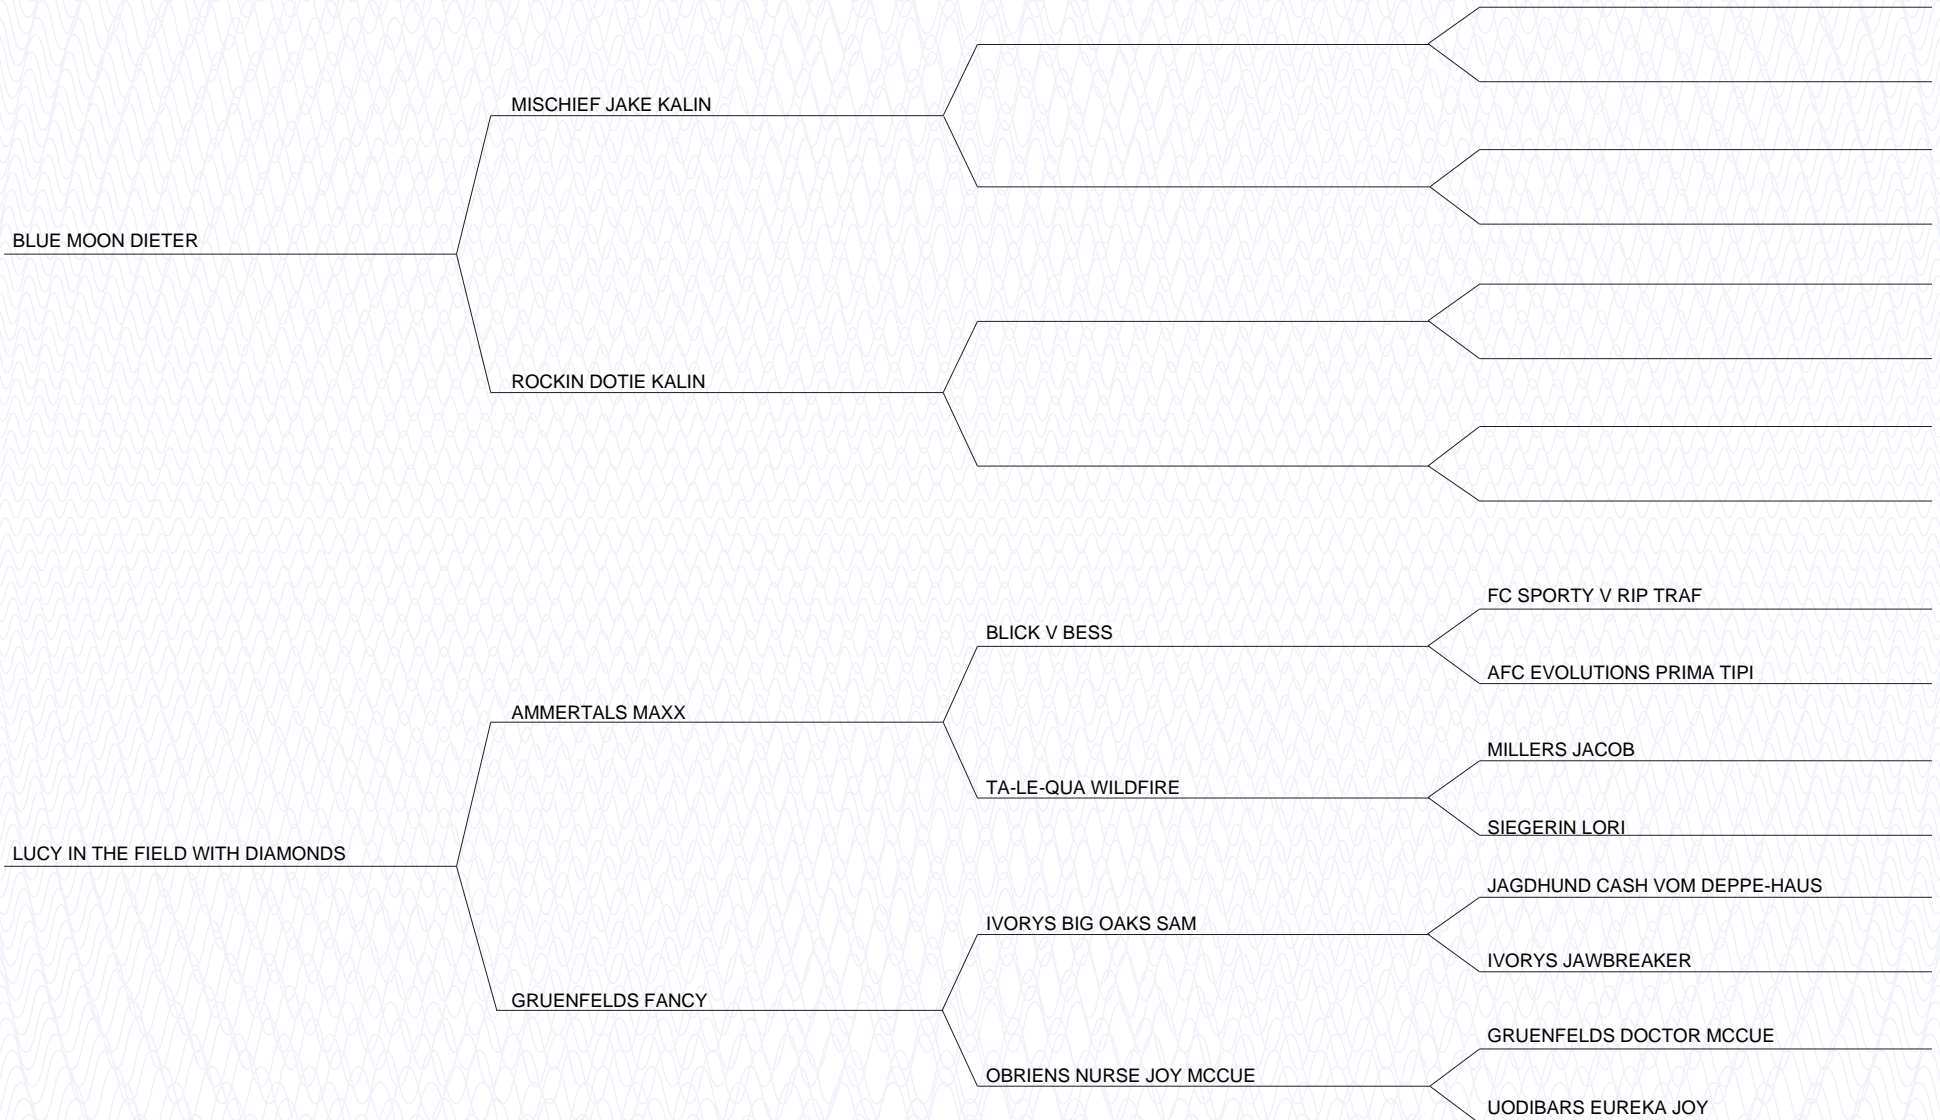 MISCHIEF JAKE KALIN
BLUE MOON DIETER
ROCKIN DOTIE KALIN
FC SPORTY V RIP TRAF
BLICK V BESS
AFC EVOLUTIONS PRIMA TIPI
AMMERTALS MAXX
MILLERS JACOB
TA-LE-QUA WILDFIRE
SIEGERIN LORI
LUCY IN THE FIELD WITH DIAMONDS
JAGDHUND CASH VOM DEPPE-HAUS
IVORYS BIG OAKS SAM
IVORYS JAWBREAKER
GRUENFELDS FANCY
GRUENFELDS DOCTOR MCCUE
OBRIENS NURSE JOY MCCUE
UODIBARS EUREKA JOY